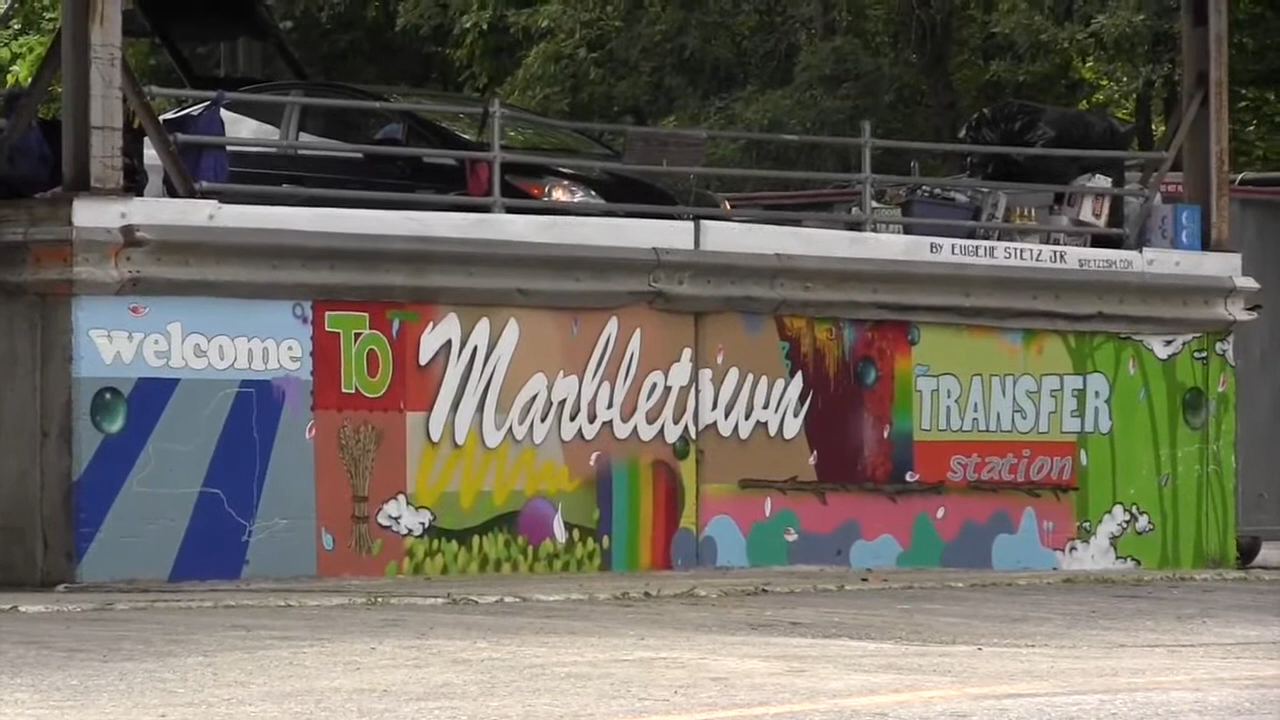 BY EUGENE STETZ, JR
STETZISM.COM
welcome
TO
Marbletown
TRANSFER
station